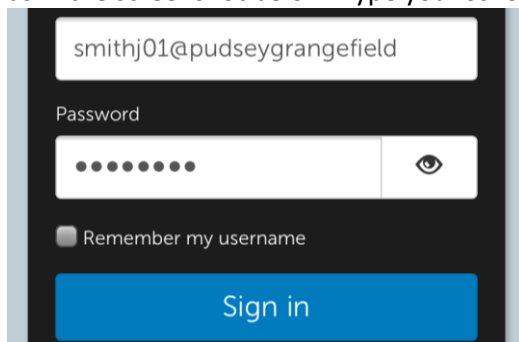 smithj01@pudseygrangefield
Password
••••••••
Remember my username
Sign in